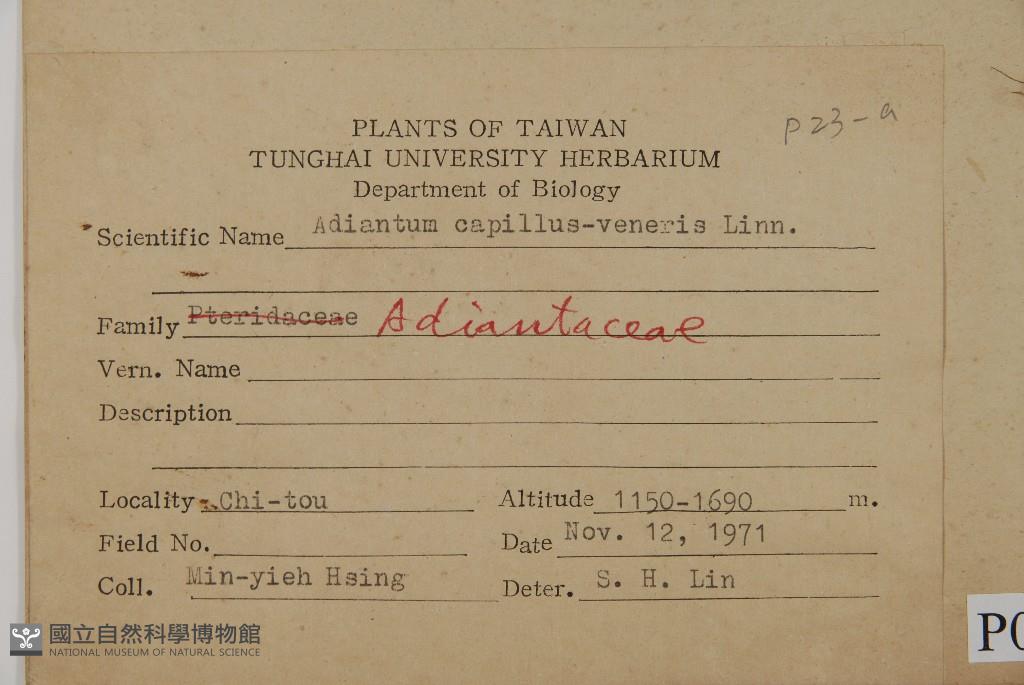 P23-a
PLANTS OF TAIWAN
TUNGHAI UNIVERSITY HERBARIUM
Department of Biology
Scientific Name Adiantum capillus-veneris Linn.
Family Pteridaceae Adiantaceae
Vern. Name
Description
Locality Chi-tou Altitude 1150-1690 m.
Field No. Date Nov. 12, 1971
Coll. Min-yieh Hsing Deter. S. H. Lin
國立自然科學博物館
NATIONAL MUSEUM OF NATURAL SCIENCE